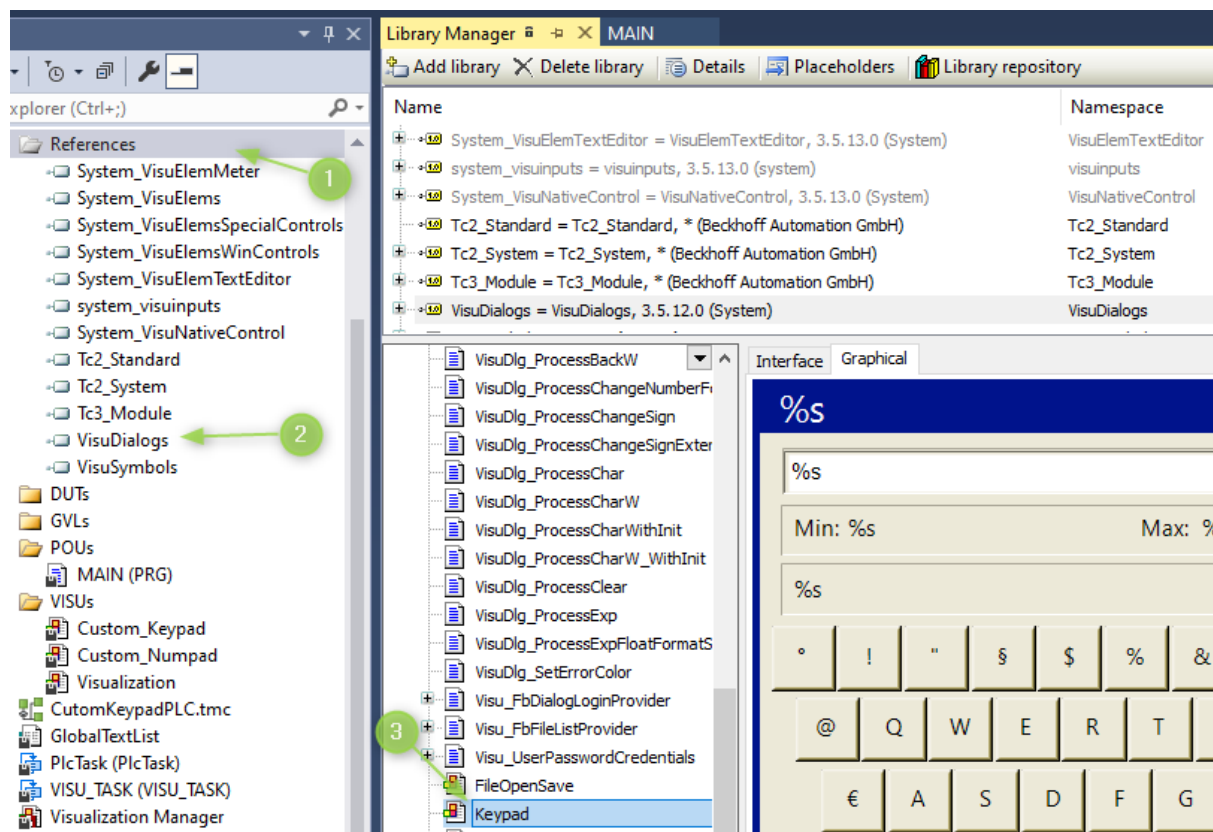 Library Manager
MAIN
Add library
Delete library
Details
Placeholders
Library repository
xplorer (Ctrl+;)
References
System_VisuElemMeter
System_VisuElems
System_VisuElemsSpecialControls
System_VisuElemsWinControls
System_VisuElemTextEditor
system_visuinputs
System_VisuNativeControl
Tc2_Standard
Tc2_System
Tc3_Module
VisuDialogs
VisuSymbols
DUTs
GVLs
POUs
MAIN (PRG)
VISUs
Custom_Keypad
Custom_Numpad
Visualization
CutomKeypadPLC.tmc
GlobalTextList
PlcTask (PlcTask)
VISU_TASK (VISU_TASK)
Visualization Manager
1
2
Name Namespace
System_VisuElemTextEditor = VisuElemTextEditor, 3.5.13.0 (System) VisuElemTextEditor
system_visuinputs = visuinputs, 3.5.13.0 (system) visuinputs
System_VisuNativeControl = VisuNativeControl, 3.5.13.0 (System) VisuNativeControl
Tc2_Standard = Tc2_Standard, * (Beckhoff Automation GmbH) Tc2_Standard
Tc2_System = Tc2_System, * (Beckhoff Automation GmbH) Tc2_System
Tc3_Module = Tc3_Module, * (Beckhoff Automation GmbH) Tc3_Module
VisuDialogs = VisuDialogs, 3.5.12.0 (System) VisuDialogs
VisuDlg_ProcessBackW
VisuDlg_ProcessChangeNumberF
VisuDlg_ProcessChangeSign
VisuDlg_ProcessChangeSignExter
VisuDlg_ProcessChar
VisuDlg_ProcessCharW
VisuDlg_ProcessCharWithInit
VisuDlg_ProcessCharW_WithInit
VisuDlg_ProcessClear
VisuDlg_ProcessExp
VisuDlg_ProcessExpFloatFormatS
VisuDlg_SetErrorColor
Visu_FbDialogLoginProvider
Visu_FbFileListProvider
Visu_UserPasswordCredentials
FileOpenSave
Keypad
3
Interface Graphical
%s
%s
Min: %s Max: %
%s
° ! " § $ % &
@ Q W E R T
€ A S D F G